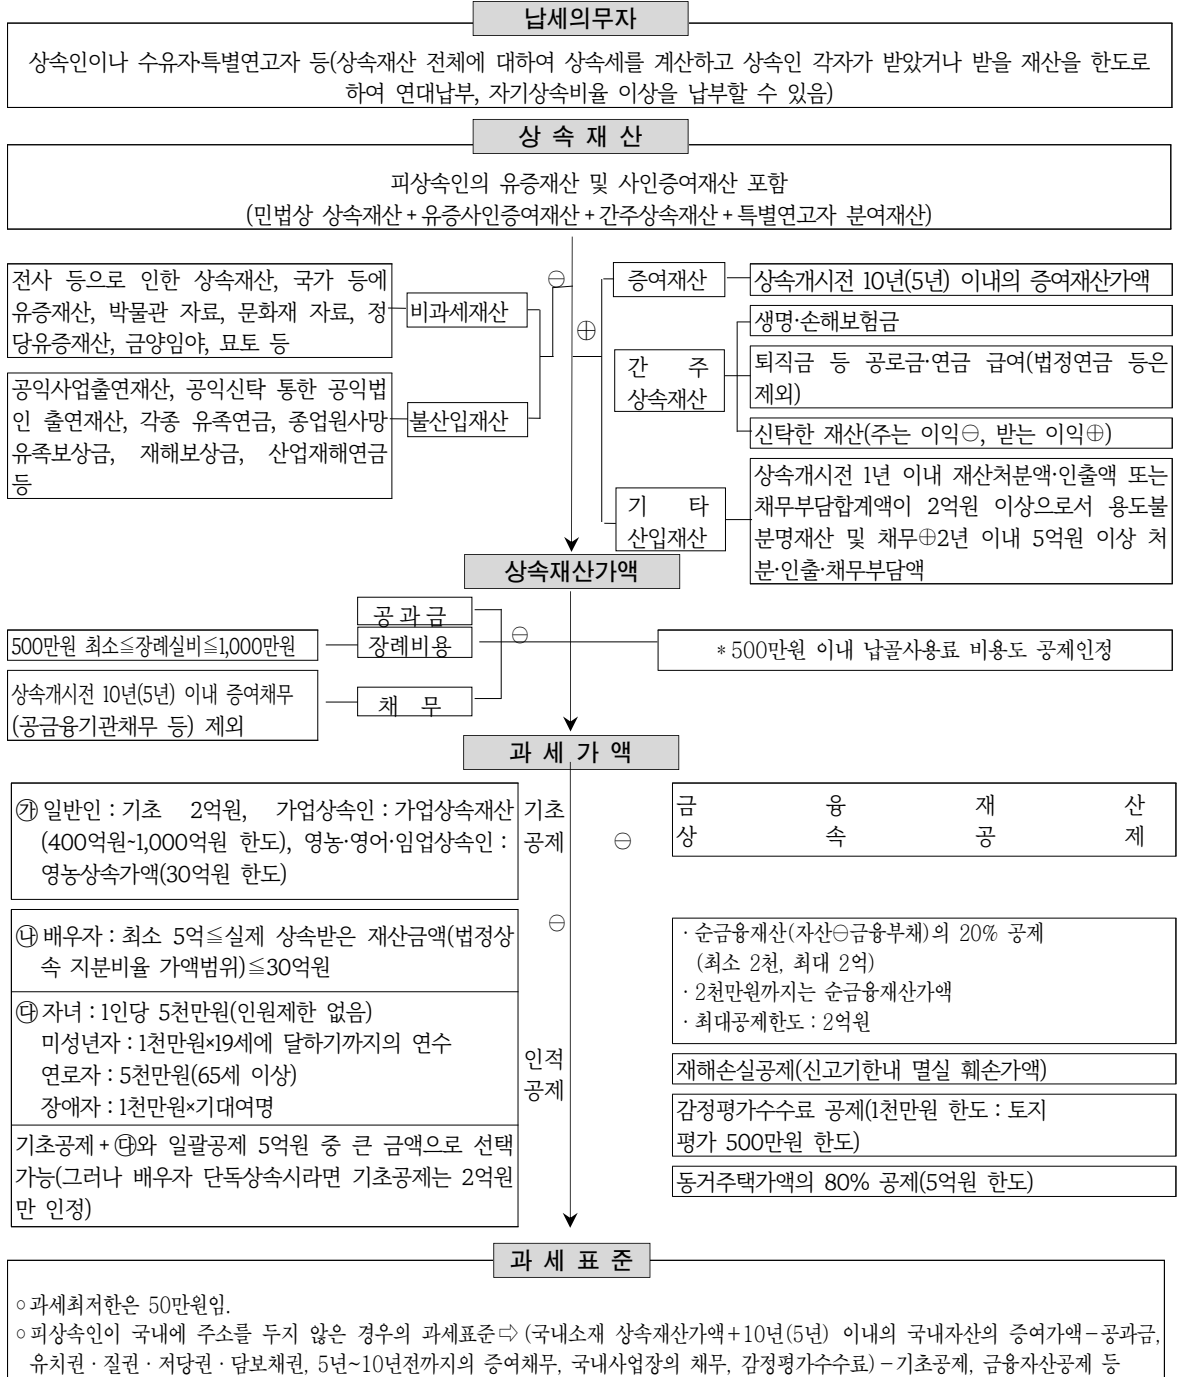 납세의무자
상속인이나 수유자·특별연고자 등(상속재산 전체에 대하여 상속세를 계산하고 상속인 각자가 받았거나 받을 재산을 한도로
하여 연대납부, 자기상속비율 이상을 납부할 수 있음)
상 속 재 산
피상속인의 유증재산 및 사인증여재산 포함
(민법상 상속재산+유증사인증여재산+간주상속재산+특별연고자 분여재산)
전사 등으로 인한 상속재산, 국가 등에
유증재산, 박물관 자료, 문화재 자료, 정
당유증재산, 금양임야, 묘토 등
비과세재산
⊖
공익사업출연재산, 공익신탁 통한 공익법
인 출연재산, 각종 유족연금, 종업원사망
유족보상금, 재해보상금, 산업재해연금
등
불산입재산
⊕
증여재산
상속개시전 10년(5년) 이내의 증여재산가액
간 주
상속재산
생명·손해보험금
퇴직금 등 공로금·연금 급여(법정연금 등은
제외)
신탁한 재산(주는 이익⊖, 받는 이익⊕)
기 타
산입재산
상속개시전 1년 이내 재산처분액·인출액 또는
채무부담합계액이 2억원 이상으로서 용도불
분명재산 및 채무⊕2년 이내 5억원 이상 처
분·인출·채무부담액
상속재산가액
공 과 금
500만원 최소≦장례실비≦1,000만원
장례비용
⊖
*500만원 이내 납골사용료 비용도 공제인정
상속개시전 10년(5년) 이내 증여채무
(공금융기관채무 등) 제외
채 무
과 세 가 액
㉮ 일반인 : 기초 2억원, 가업상속인 : 가업상속재산
(400억원~1,000억원 한도), 영농·영어·임업상속인 :
영농상속가액(30억원 한도)
기초
공제
⊖
금 융 재 산
상 속 공 제
㉯ 배우자 : 최소 5억≦실제 상속받은 재산금액(법정상
속 지분비율 가액범위)≦30억원
⊖
㉰ 자녀 : 1인당 5천만원(인원제한 없음)
미성년자 : 1천만원×19세에 달하기까지의 연수
연로자 : 5천만원(65세 이상)
장애자 : 1천만원×기대여명
인적
공제
기초공제+㉰와 일괄공제 5억원 중 큰 금액으로 선택
가능(그러나 배우자 단독상속시라면 기초공제는 2억원
만 인정)
· 순금융재산(자산⊖금융부채)의 20% 공제
(최소 2천, 최대 2억)
· 2천만원까지는 순금융재산가액
· 최대공제한도 : 2억원
재해손실공제(신고기한내 멸실 훼손가액)
감정평가수수료 공제(1천만원 한도 : 토지
평가 500만원 한도)
동거주택가액의 80% 공제(5억원 한도)
과 세 표 준
○과세최저한은 50만원임.
○피상속인이 국내에 주소를 두지 않은 경우의 과세표준⇨(국내소재 상속재산가액+10년(5년) 이내의 국내자산의 증여가액-공과금,
유치권·질권·저당권·담보채권, 5년~10년전까지의 증여채무, 국내사업장의 채무, 감정평가수수료)-기초공제, 금융자산공제 등